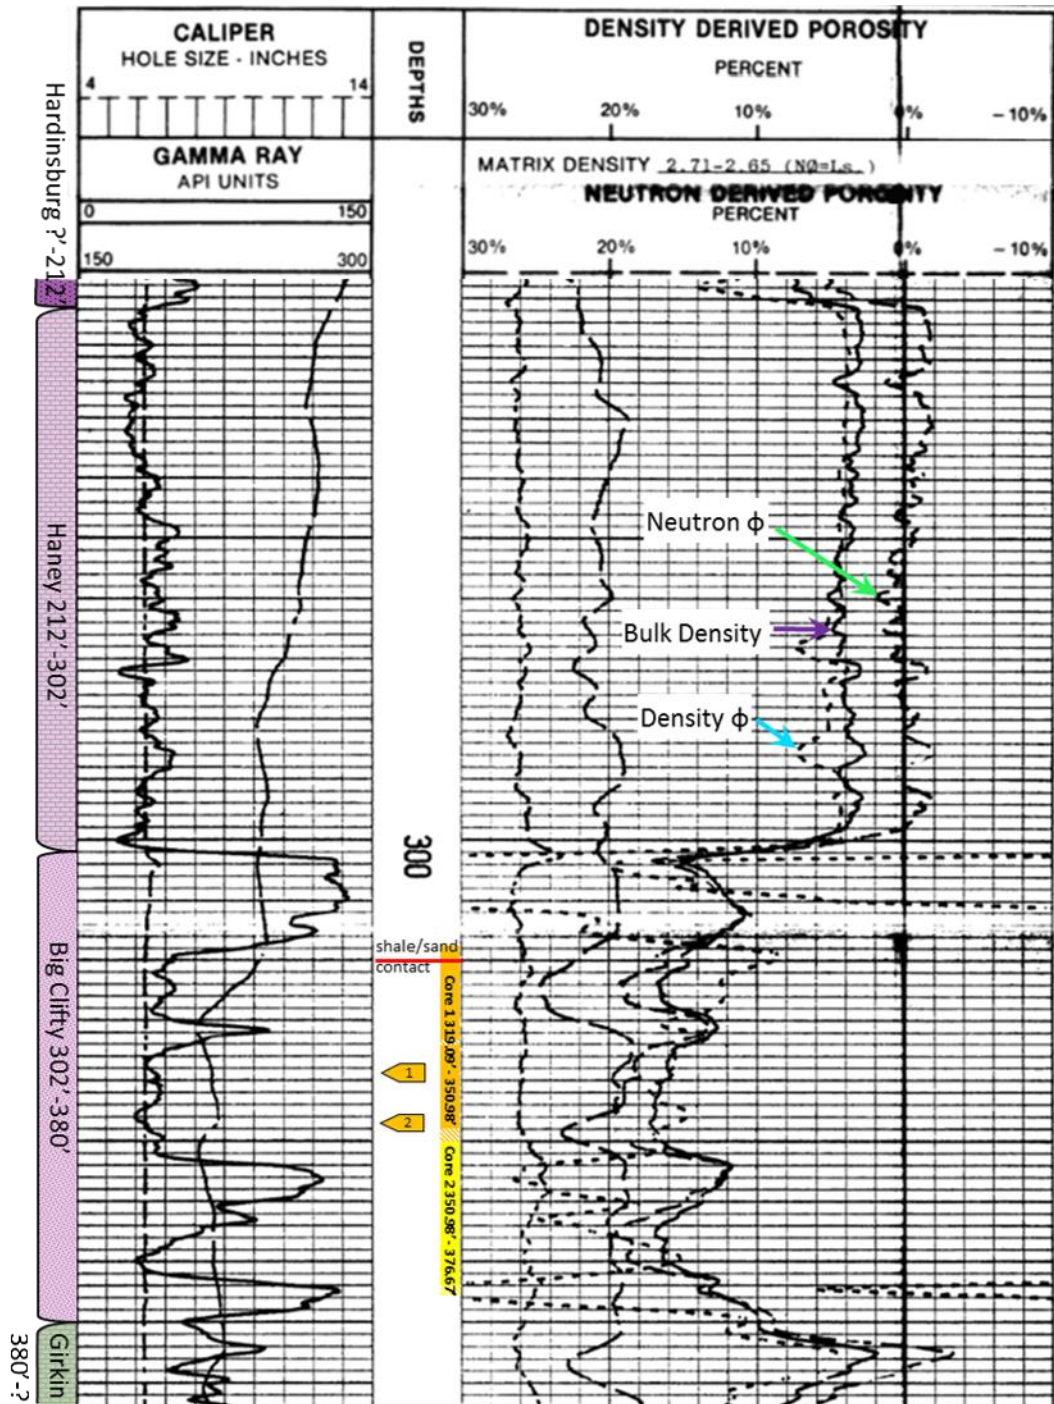 CALIPER
HOLE SIZE - INCHES
4
14
GAMMA RAY
API UNITS
0
150
150
300
DEPTHS
DENSITY DERIVED POROSITY
PERCENT
30%
20%
10%
0%
-10%
MATRIX DENSITY 2.71-2.65 (NØ=Ls.)
NEUTRON DERIVED POROSITY
PERCENT
30%
20%
10%
0%
-10%
Hardinsburg ?'-212'
Haney 212'-302'
Big Clifty 302'-380'
Girkin
380'-?
300
shale/sand
contact
Core 1 319.09' - 350.98'
Core 2 350.98' - 376.67'
1
2
Neutron ϕ
Bulk Density
Density ϕ